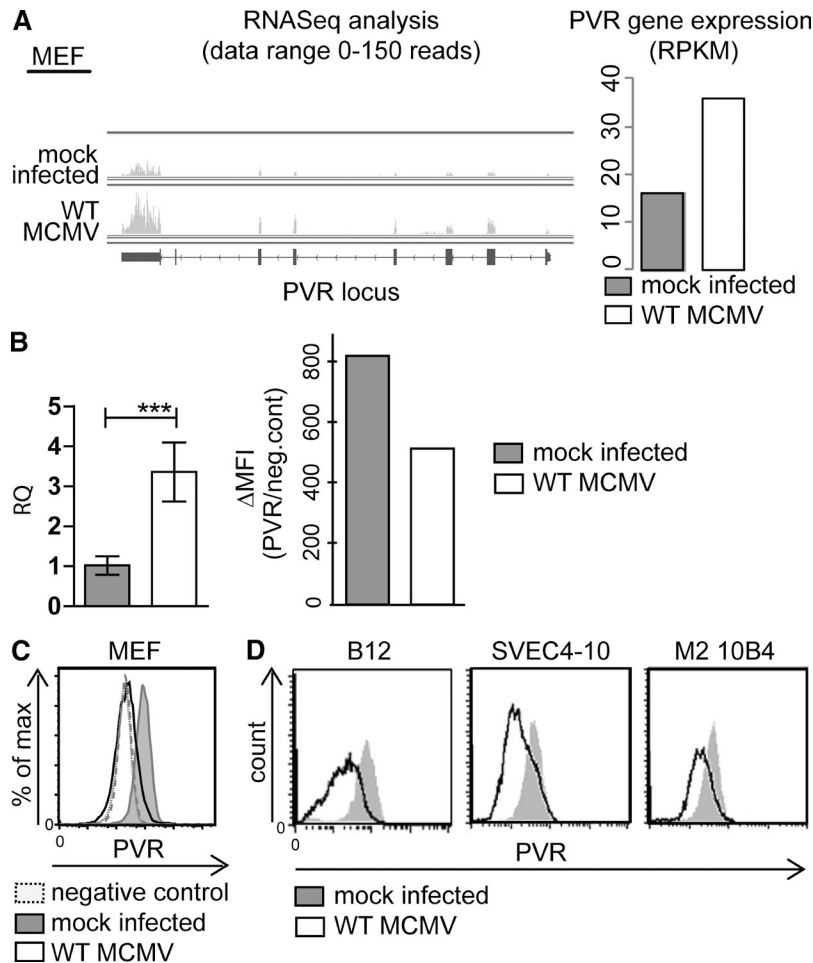 A
MEF
RNASeq analysis
(data range 0-150 reads)
mock
infected
WT
MCMV
PVR locus
PVR gene expression
(RPKM)
40
30
20
10
0
mock infected
WT MCMV
B
RQ
5
4
3
2
1
0
***
ΔMFI
(PVR/neg.cont)
800
600
400
200
0
mock infected
WT MCMV
C
MEF
% of max
0
0
PVR
negative control
mock infected
WT MCMV
D
B12
SVEC4-10
M2 10B4
count
0
0
PVR
mock infected
WT MCMV